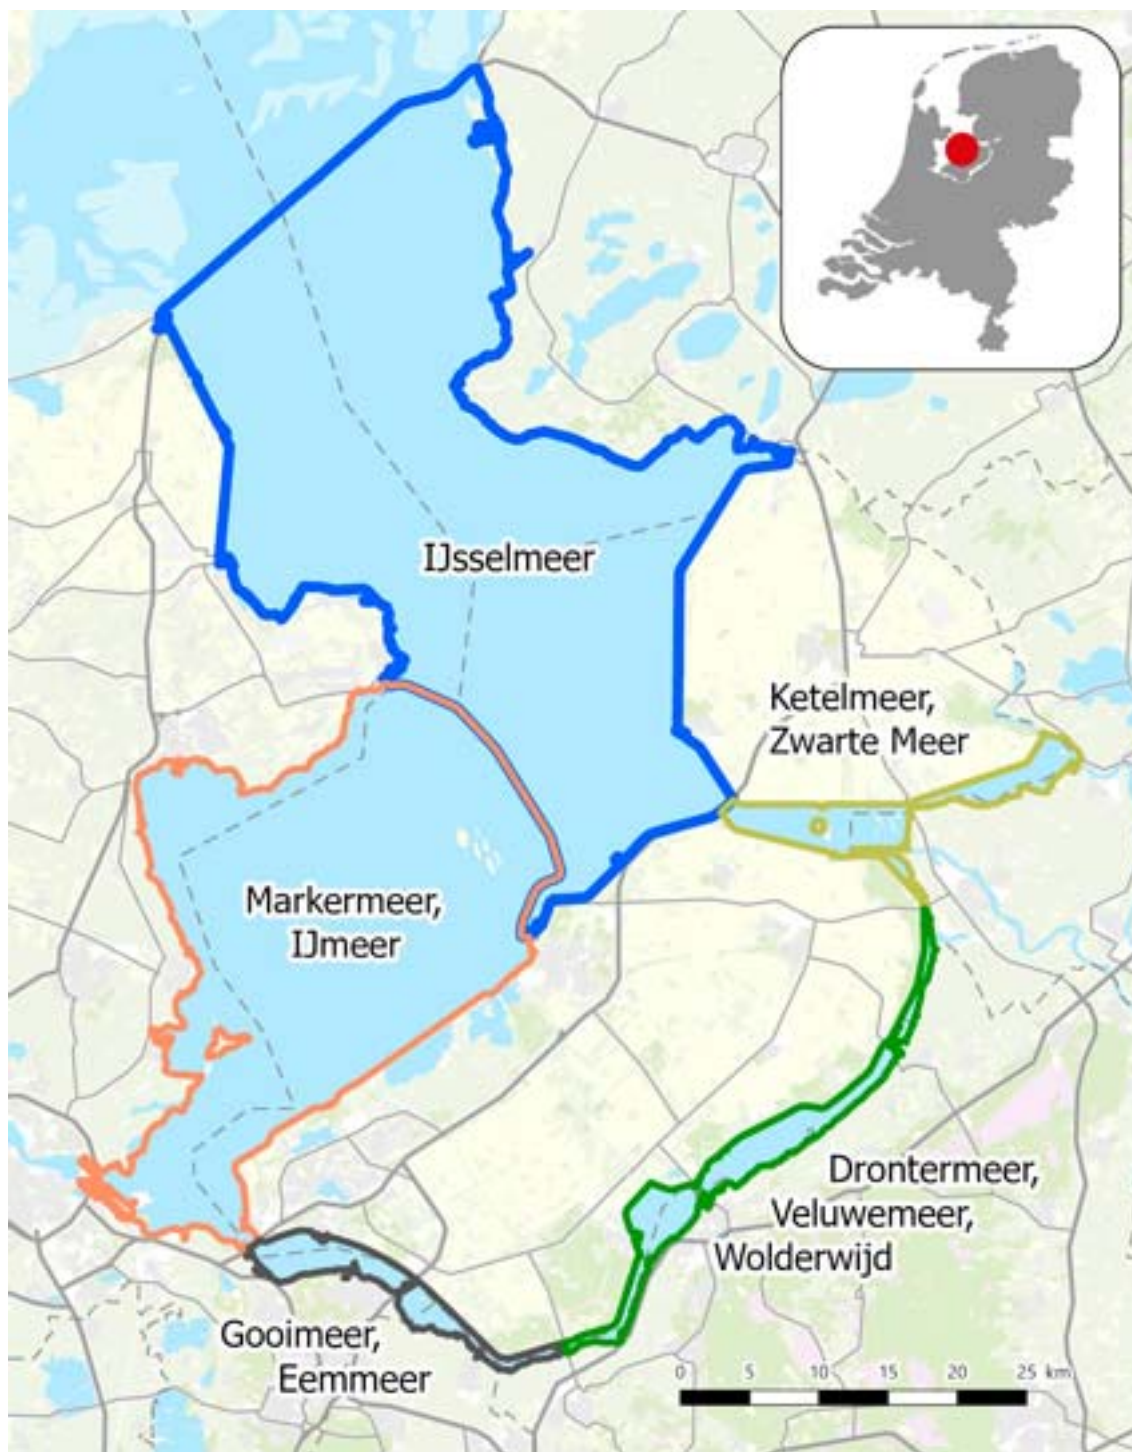 IJsselmeer
Ketelmeer,
Zwarte Meer
Markermeer,
IJmeer
Drontermeer,
Veluwemeer,
Wolderwijd
Gooimeer,
Eemmeer
0 5 10 15 20 25 km